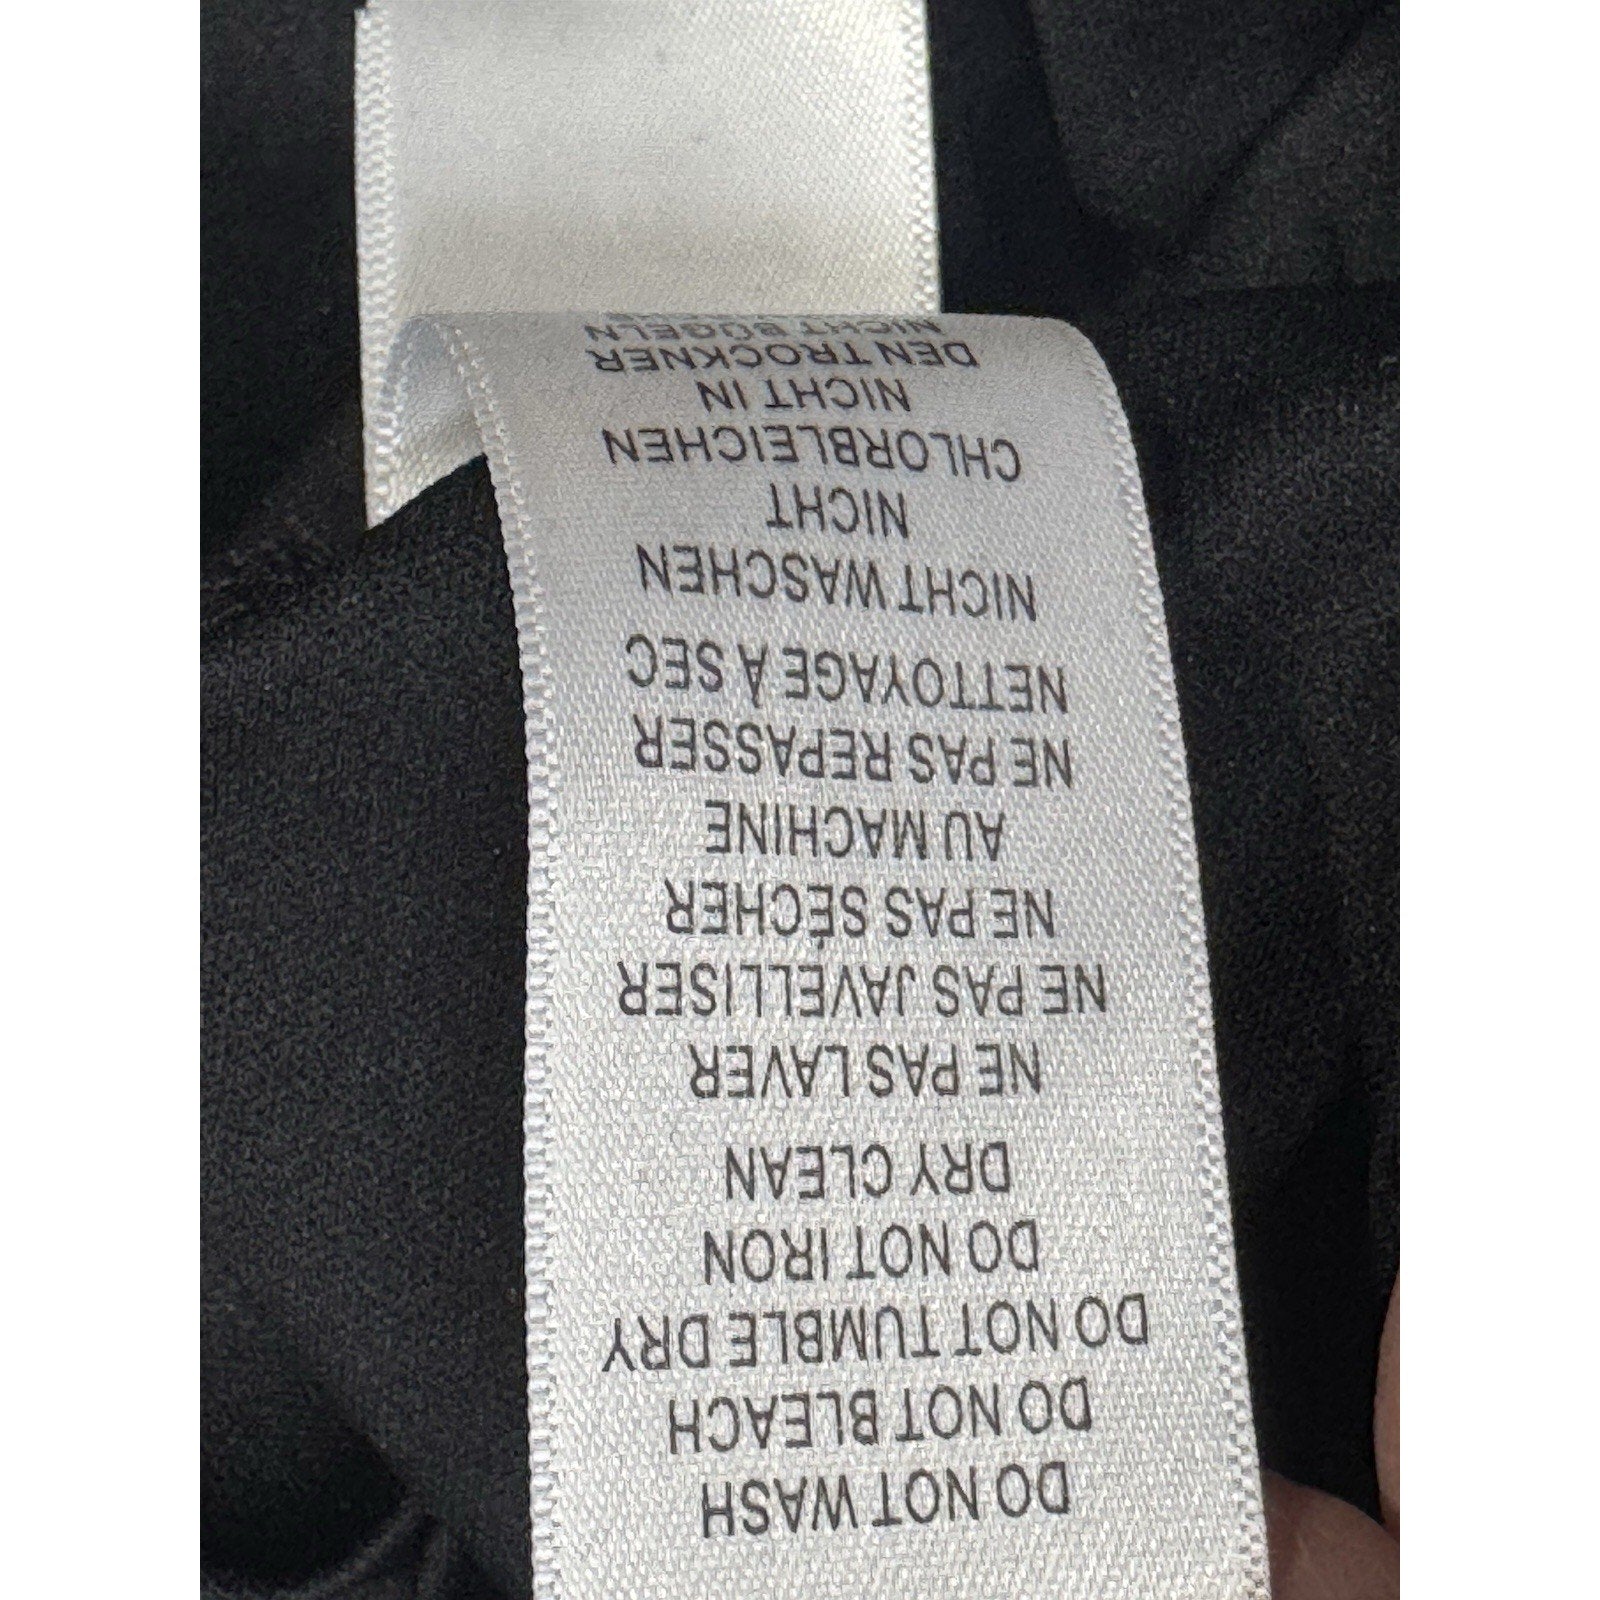 DO NOT WASH
DO NOT BLEACH
DO NOT TUMBLE DRY
DO NOT IRON
DRY CLEAN
NE PAS LAVER
NE PAS JAVELLISER
NE PAS SÉCHER
AU MACHINE
NE PAS REPASSER
NETTOYAGE À SEC
NICHT WASCHEN
NICHT
CHLORBLEICHEN
NICHT IN
DEN TROCKNER
NICHT BÜGELN